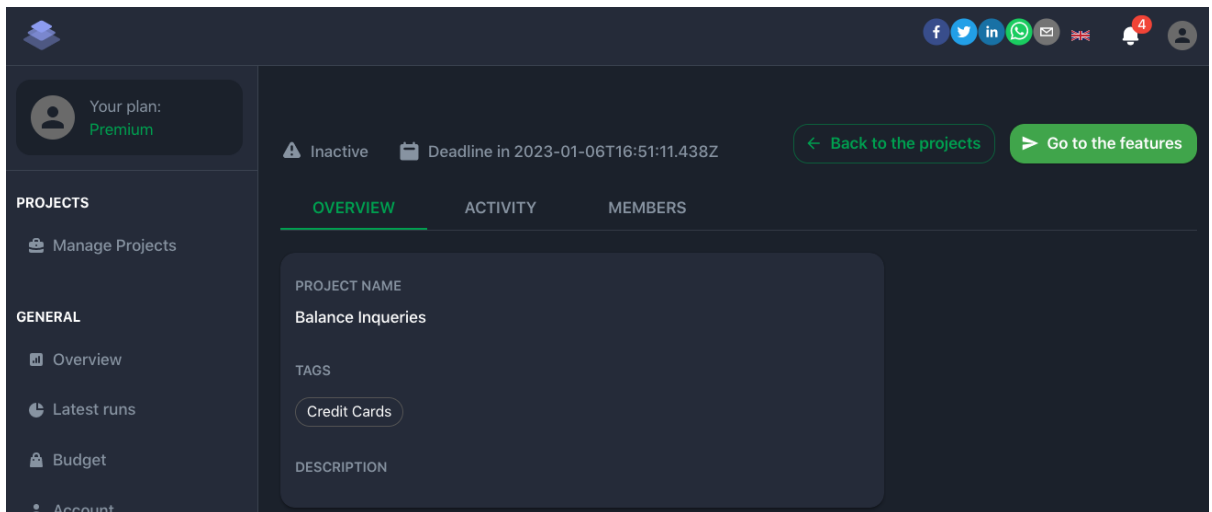 f in 4
Your plan:
Premium
Inactive Deadline in 2023-01-06T16:51:11.438Z Back to the projects Go to the features
PROJECTS
OVERVIEW ACTIVITY MEMBERS
Manage Projects
PROJECT NAME
GENERAL
Balance Inqueries
Overview
TAGS
Latest runs
Credit Cards
Budget
DESCRIPTION
Account